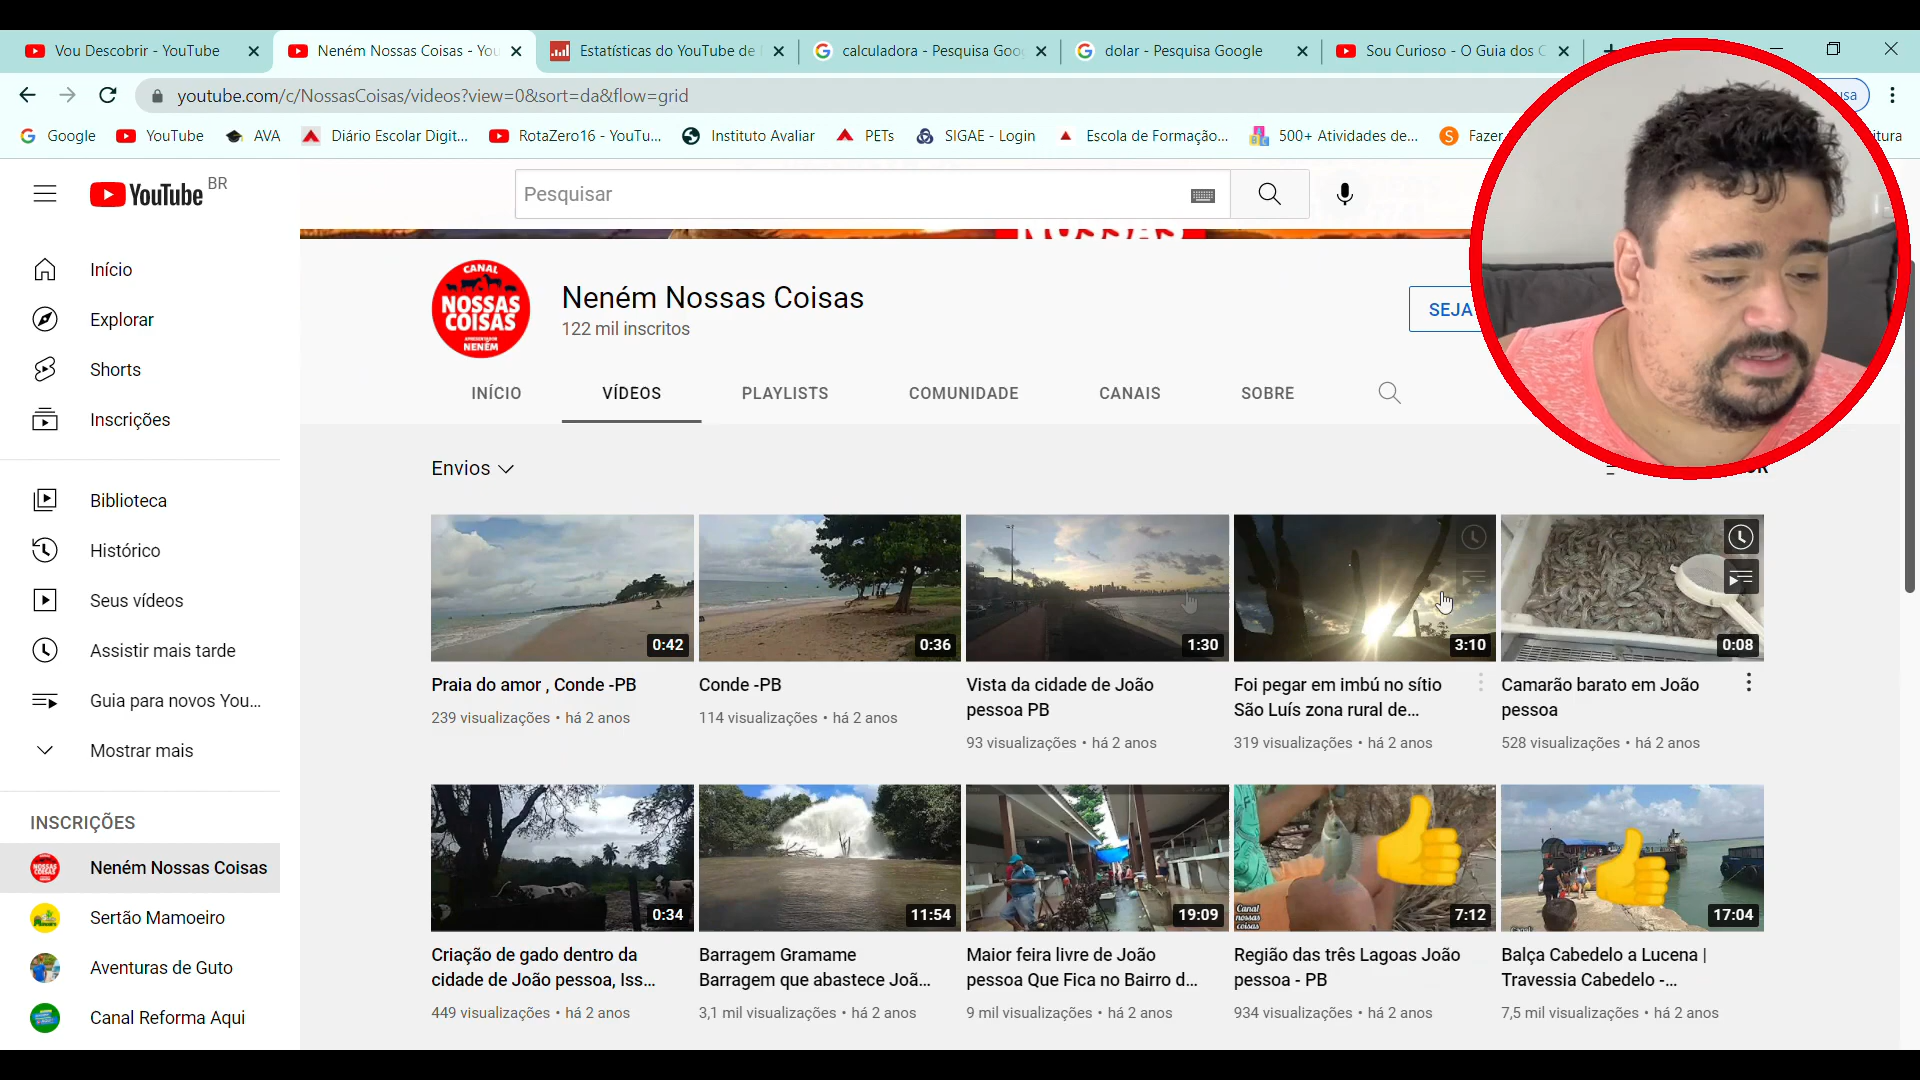 Vou Descobrir - YouTube
Neném Nossas Coisas - You
Estatísticas do YouTube de
calculadora - Pesquisa Goo
dolar - Pesquisa Google
Sou Curioso - O Guia dos C
youtube.com/c/NossasCoisas/videos?view=0&sort=da&flow=grid
usa
Google
YouTube
AVA
Diário Escolar Digit...
RotaZero16 - YouTu...
Instituto Avaliar
PETs
SIGAE - Login
Escola de Formação...
500+ Atividades de...
Fazer
itura
YouTube BR
Pesquisar
Início
Explorar
Shorts
Inscrições
Biblioteca
Histórico
Seus vídeos
Assistir mais tarde
Guia para novos You...
Mostrar mais
INSCRIÇÕES
Neném Nossas Coisas
Sertão Mamoeiro
Aventuras de Guto
Canal Reforma Aqui
NOSSAS
CANAL
NOSSAS
COISAS
APRESENTADOR
NENÉM
Neném Nossas Coisas
122 mil inscritos
SEJA
INÍCIO
VÍDEOS
PLAYLISTS
COMUNIDADE
CANAIS
SOBRE
Envios
0:42
Praia do amor , Conde -PB
239 visualizações • há 2 anos
0:36
Conde -PB
114 visualizações • há 2 anos
1:30
Vista da cidade de João
pessoa PB
93 visualizações • há 2 anos
3:10
Foi pegar em imbú no sítio
São Luís zona rural de...
319 visualizações • há 2 anos
0:08
Camarão barato em João
pessoa
528 visualizações • há 2 anos
0:34
Criação de gado dentro da
cidade de João pessoa, Iss...
449 visualizações • há 2 anos
11:54
Barragem Gramame
Barragem que abastece Joã...
3,1 mil visualizações • há 2 anos
19:09
Maior feira livre de João
pessoa Que Fica no Bairro d...
9 mil visualizações • há 2 anos
Canal
nossas
coisas
7:12
Região das três Lagoas João
pessoa - PB
934 visualizações • há 2 anos
17:04
Balça Cabedelo a Lucena |
Travessia Cabedelo -...
7,5 mil visualizações • há 2 anos